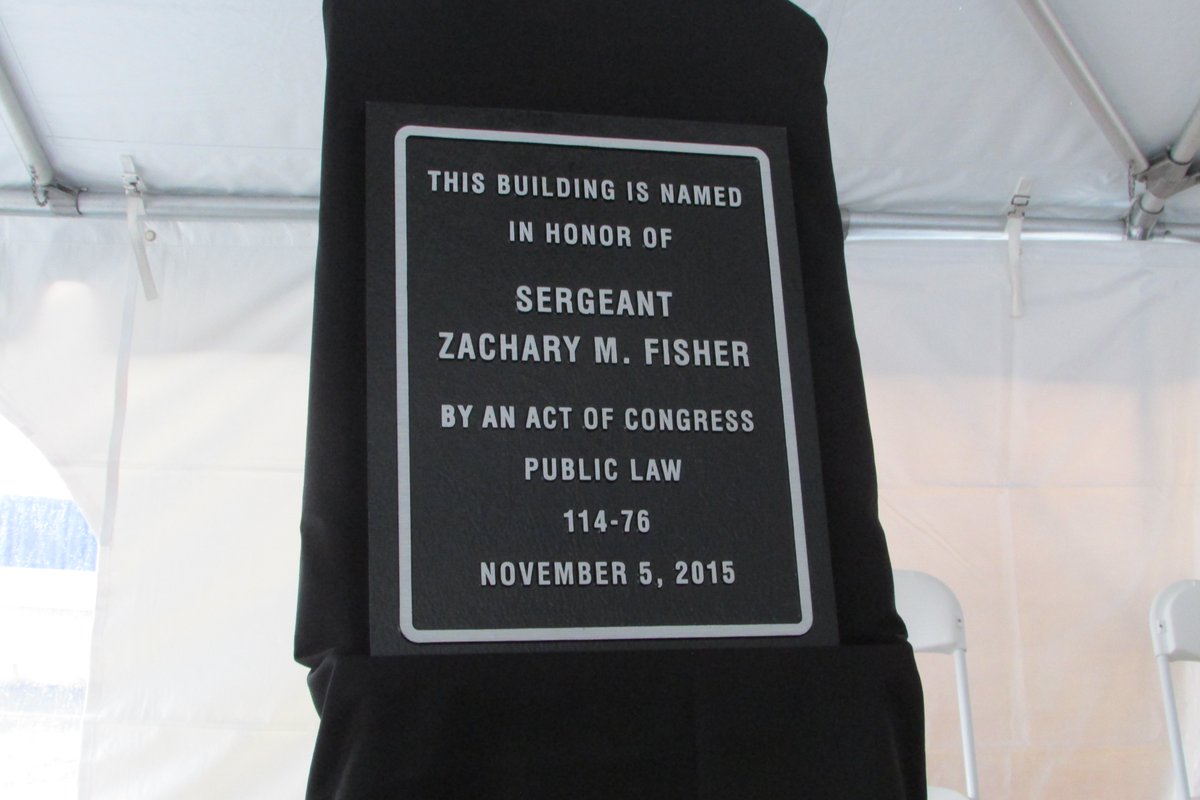 THIS BUILDING IS NAMED
IN HONOR OF
SERGEANT
ZACHARY M. FISHER
BY AN ACT OF CONGRESS
PUBLIC LAW
114-76
NOVEMBER 5, 2015